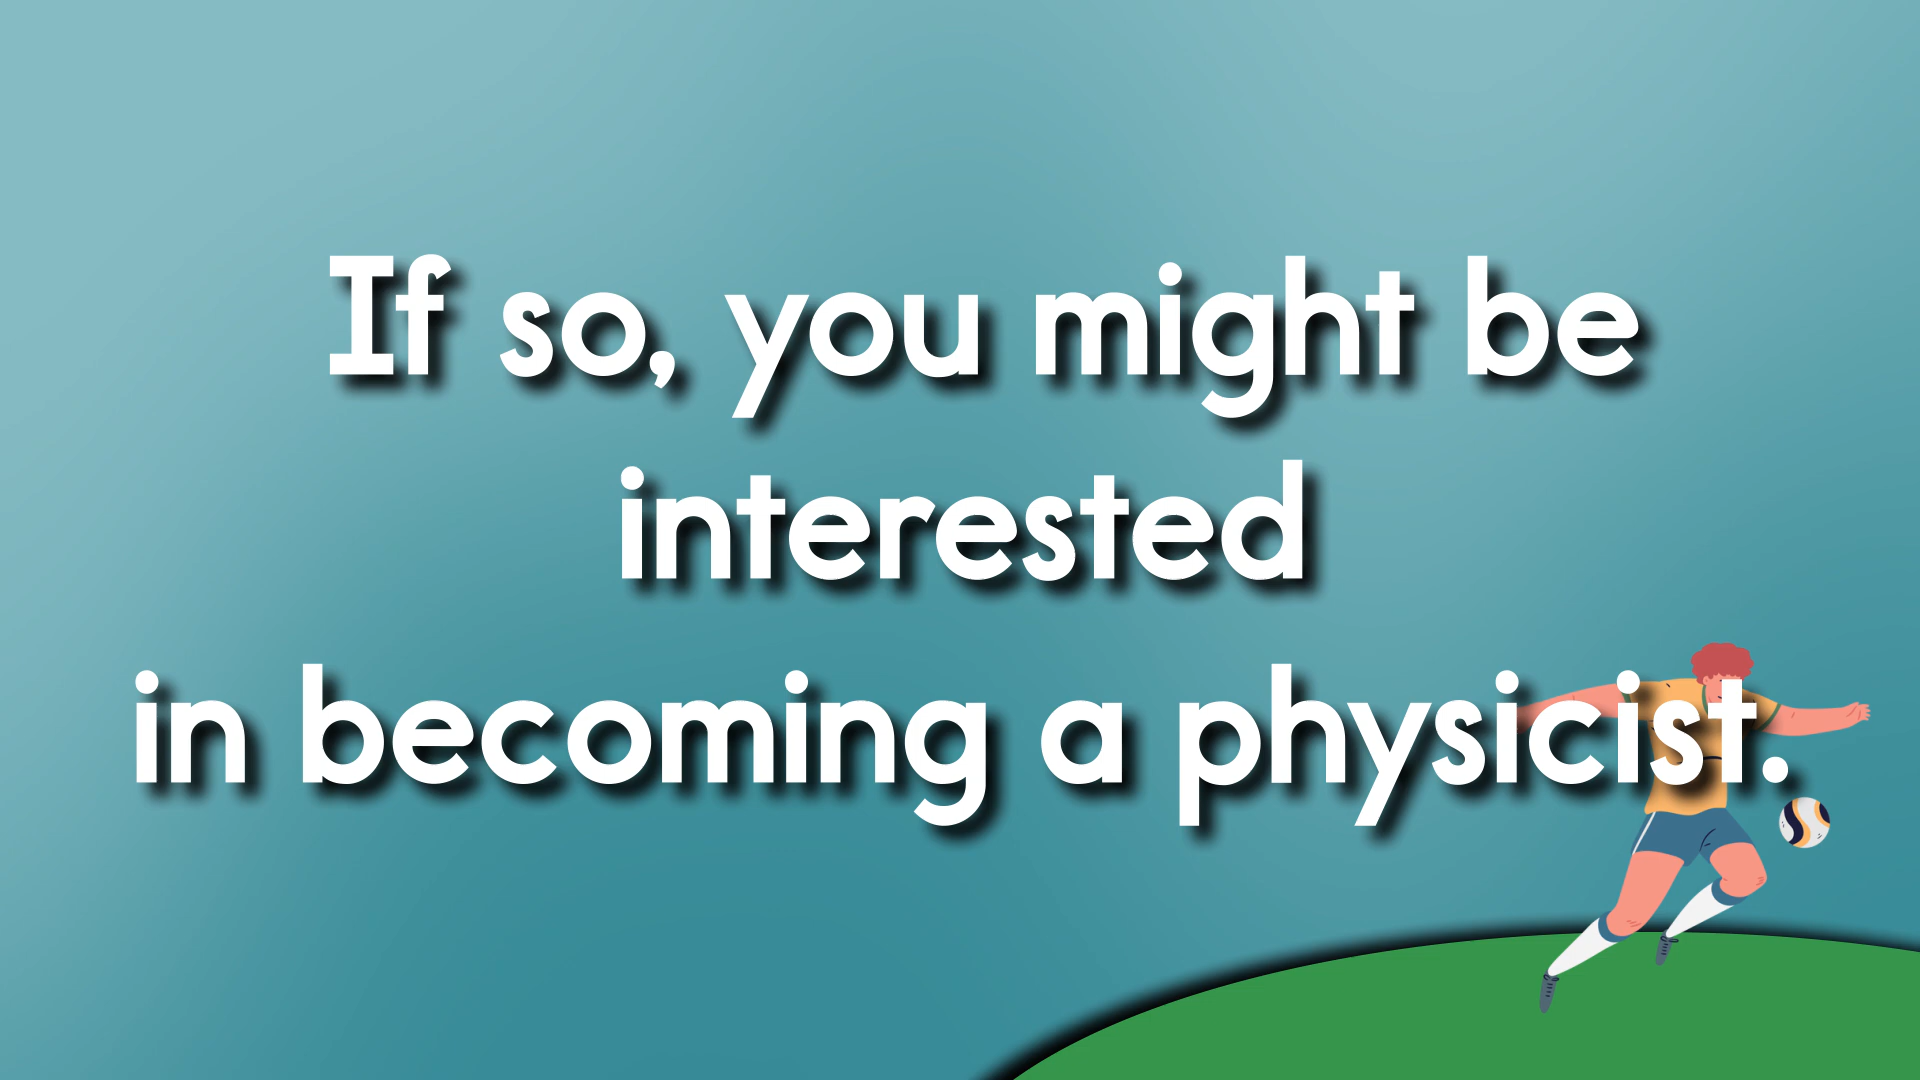 If so, you might be
interested
in becoming a physicist.